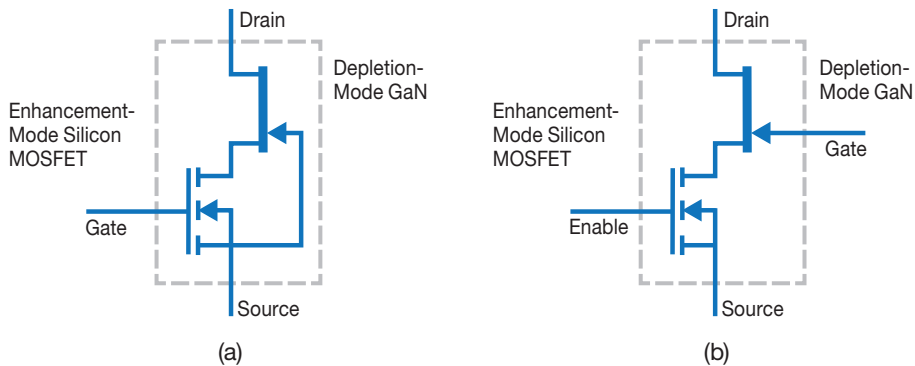 Drain
Depletion-
Mode GaN
Enhancement-
Mode Silicon
MOSFET
Gate
Source
(a)
Drain
Depletion-
Mode GaN
Enhancement-
Mode Silicon
MOSFET
Gate
Enable
Source
(b)